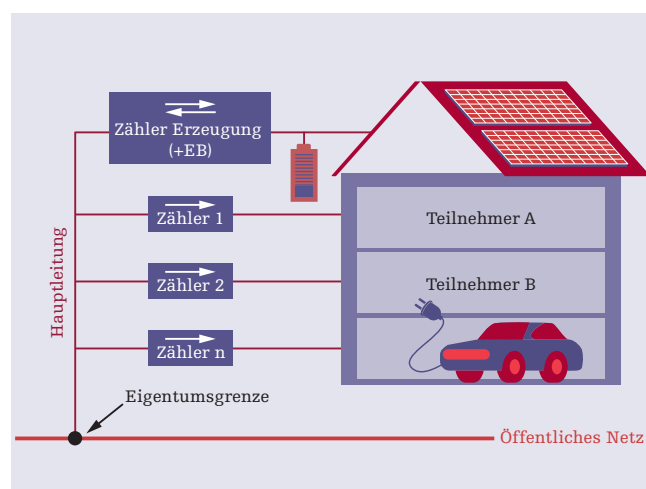 Zähler Erzeugung
(+EB)
Zähler 1
Teilnehmer A
Hauptleitung
Zähler 2
Teilnehmer B
Zähler n
Eigentumsgrenze
Öffentliches Netz